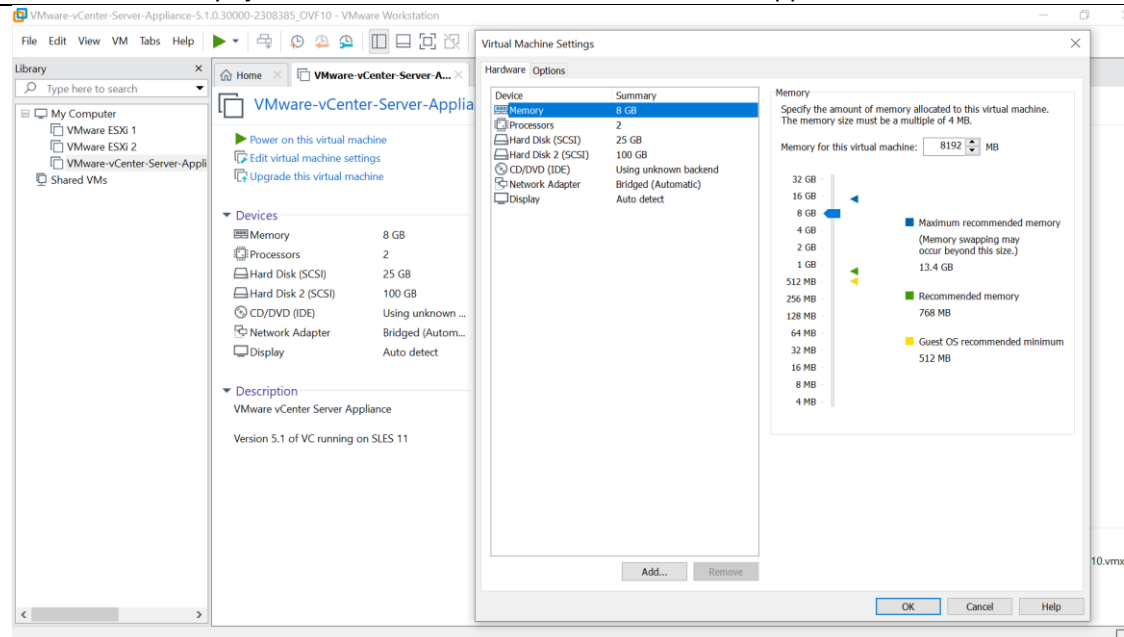 VMware-vCenter-Server-Appliance-5.1.0.30000-2308385_OVF10 - VMware Workstation
File Edit View VM Tabs Help
Library
Type here to search
My Computer
VMware ESXi 1
VMware ESXi 2
VMware-vCenter-Server-Appli
Shared VMs
Home
VMware-vCenter-Server-A...
VMware-vCenter-Server-Applia
Power on this virtual machine
Edit virtual machine settings
Upgrade this virtual machine
Devices
Memory 8 GB
Processors 2
Hard Disk (SCSI) 25 GB
Hard Disk 2 (SCSI) 100 GB
CD/DVD (IDE) Using unknown ...
Network Adapter Bridged (Autom...
Display Auto detect
Description
VMware vCenter Server Appliance
Version 5.1 of VC running on SLES 11
Virtual Machine Settings
Hardware Options
Device Summary
Memory 8 GB
Processors 2
Hard Disk (SCSI) 25 GB
Hard Disk 2 (SCSI) 100 GB
CD/DVD (IDE) Using unknown backend
Network Adapter Bridged (Automatic)
Display Auto detect
Add... Remove
Memory
Specify the amount of memory allocated to this virtual machine.
The memory size must be a multiple of 4 MB.
Memory for this virtual machine: 8192 MB
32 GB
16 GB
8 GB
4 GB
2 GB
1 GB
512 MB
256 MB
128 MB
64 MB
32 MB
16 MB
8 MB
4 MB
Maximum recommended memory
(Memory swapping may
occur beyond this size.)
13.4 GB
Recommended memory
768 MB
Guest OS recommended minimum
512 MB
OK Cancel Help
10.vmx